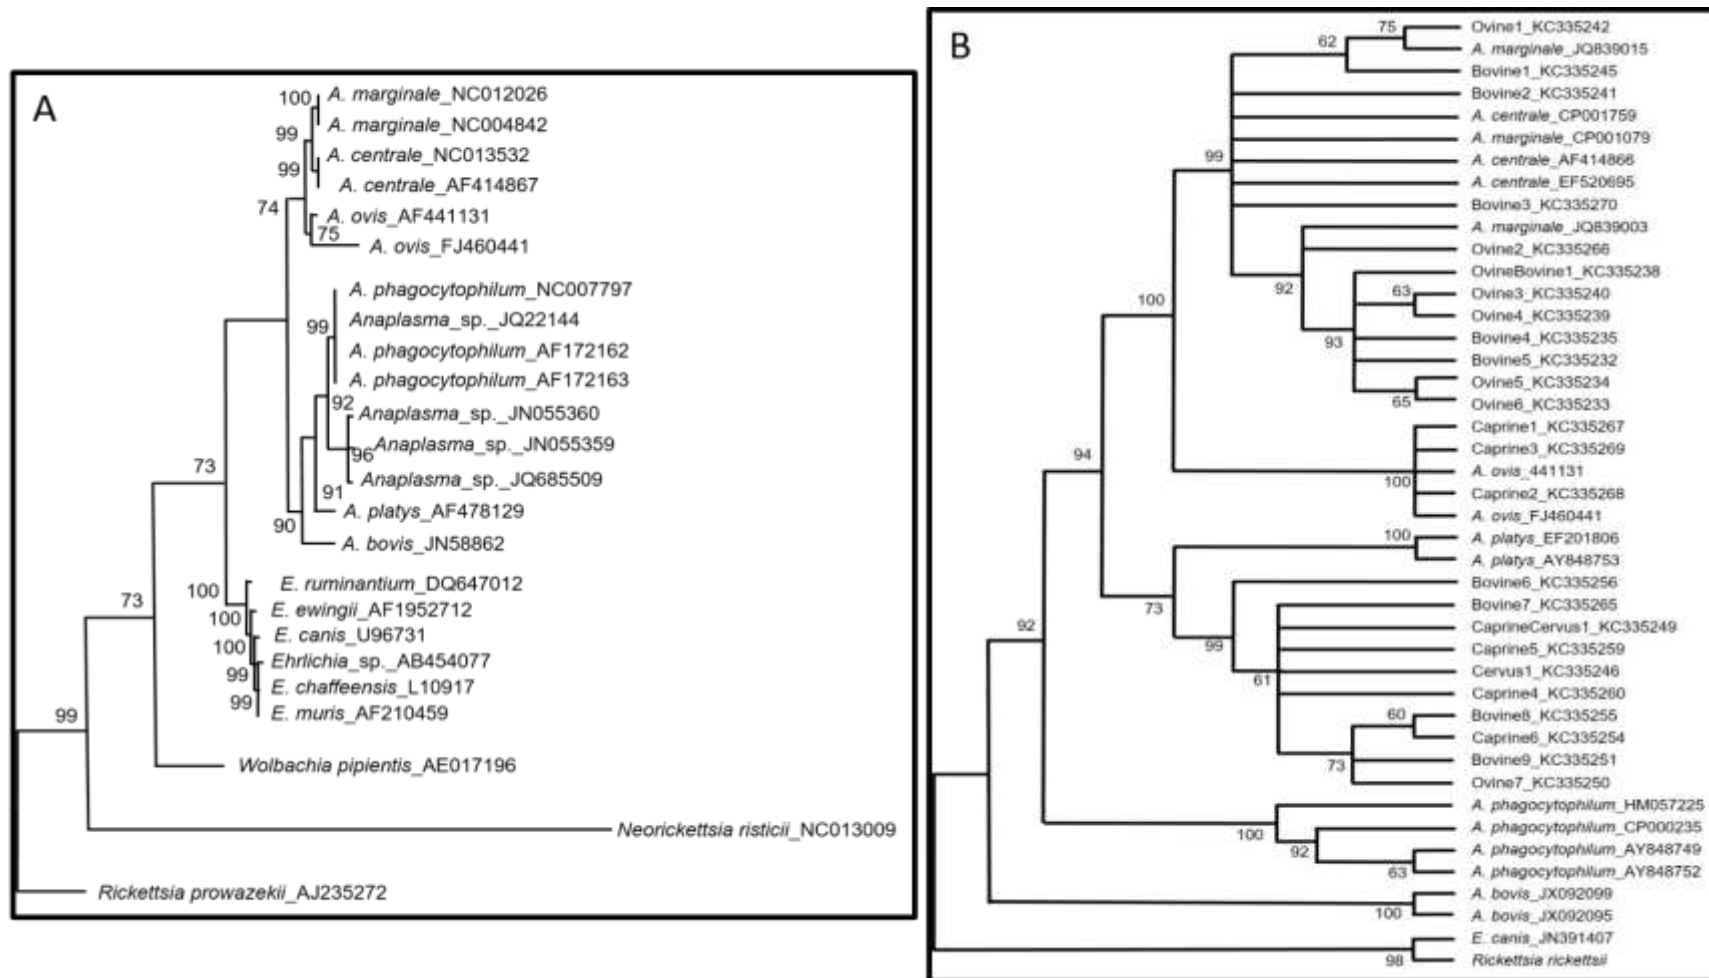 A
100 A. marginale_NC012026
A. marginale_NC004842
99
A. centrale_NC013532
99
A. centrale_AF414867
74
A. ovis_AF441131
75
A. ovis_FJ460441
A. phagocytophilum_NC007797
Anaplasma_sp._JQ22144
99
A. phagocytophilum_AF172162
A. phagocytophilum_AF172163
92
Anaplasma_sp._JN055360
Anaplasma_sp._JN055359
96
73
Anaplasma_sp._JQ685509
91
A. platys_AF478129
90
A. bovis_JN58862
E. ruminantium_DQ647012
100
73
E. ewingii_AF1952712
100
E. canis_U96731
100
Ehrlichia_sp._AB454077
99
E. chaffeensis_L10917
99
E. muris_AF210459
99
Wolbachia pipientis_AE017196
Neorickettsia risticii_NC013009
Rickettsia prowazekii_AJ235272
B
75
Ovine1_KC335242
62
A. marginale_JQ839015
Bovine1_KC335245
Bovine2_KC335241
A. centrale_CP001759
A. marginale_CP001079
99
A. centrale_AF414866
A. centrale_EF520695
Bovine3_KC335270
A. marginale_JQ839003
Ovine2_KC335266
OvineBovine1_KC335238
92
63
Ovine3_KC335240
100
Ovine4_KC335239
93
Bovine4_KC335235
Bovine5_KC335232
Ovine5_KC335234
65
Ovine6_KC335233
Caprine1_KC335267
94
Caprine3_KC335269
A. ovis_441131
100
Caprine2_KC335268
A. ovis_FJ460441
100
A. platys_EF201806
A. platys_AY848753
Bovine6_KC335256
73
Bovine7_KC335265
92
CaprineCervus1_KC335249
99
Caprine5_KC335259
Cervus1_KC335246
61
Caprine4_KC335260
60
Bovine8_KC335255
Caprine6_KC335254
73
Bovine9_KC335251
Ovine7_KC335250
A. phagocytophilum_HM057225
100
A. phagocytophilum_CP000235
92
A. phagocytophilum_AY848749
63
A. phagocytophilum_AY848752
A. bovis_JX092099
100
A. bovis_JX092095
E. canis_JN391407
98
Rickettsia rickettsii